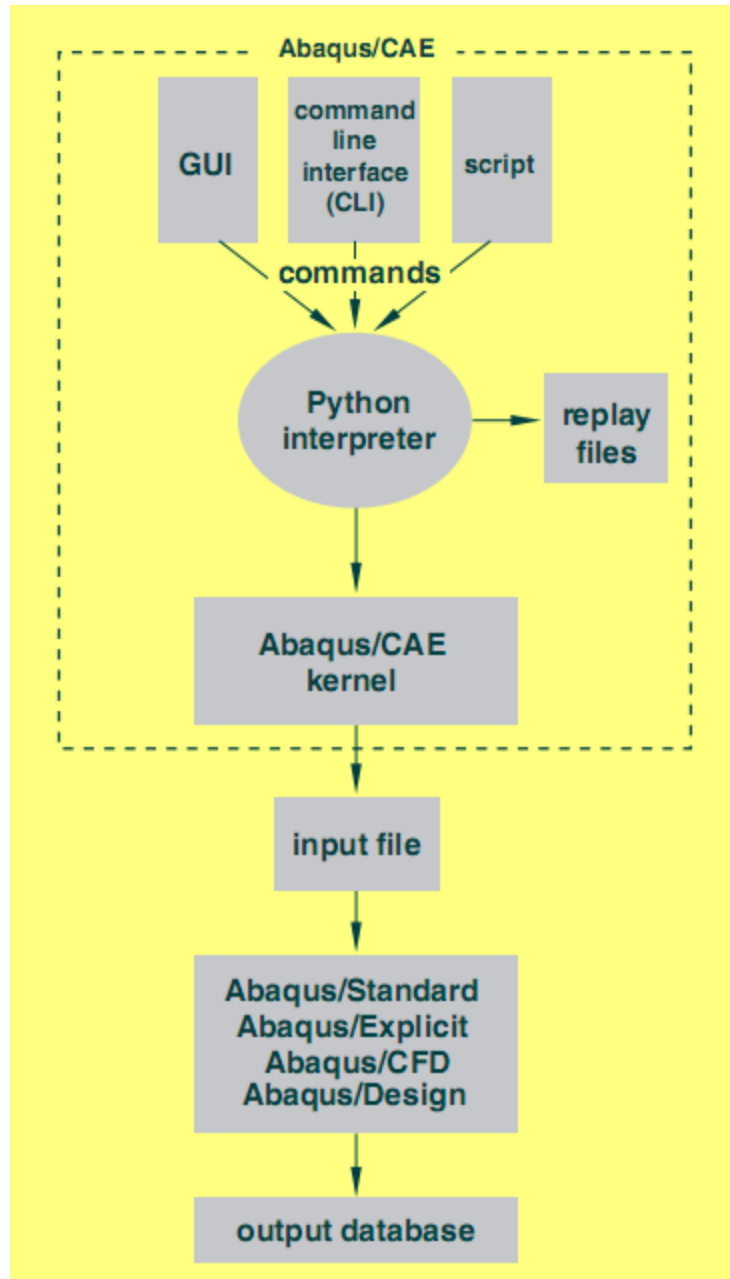 Abaqus/CAE
GUI
command
line
interface
(CLI)
script
commands
Python
interpreter
replay
files
Abaqus/CAE
kernel
input file
Abaqus/Standard
Abaqus/Explicit
Abaqus/CFD
Abaqus/Design
output database